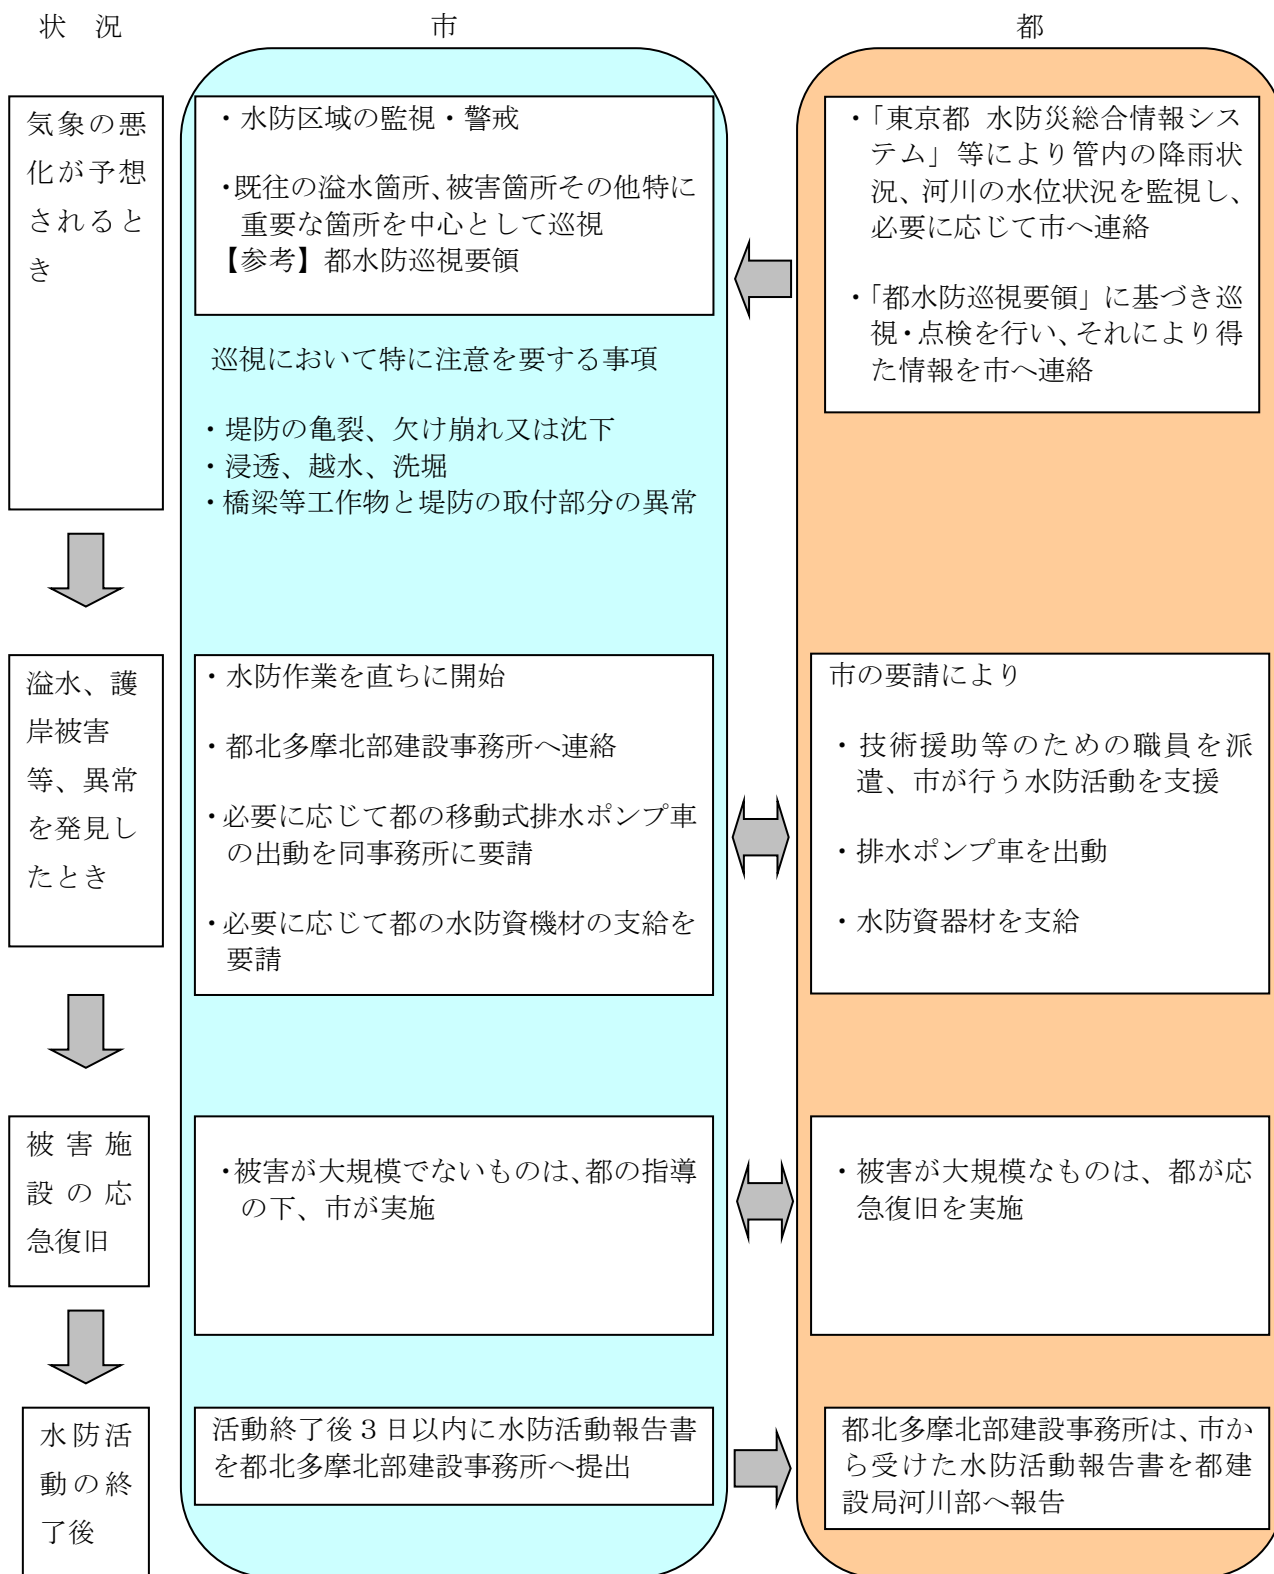 状　況
市
都
気象の悪
化が予想
されると
き
・水防区域の監視・警戒
・既往の溢水箇所、被害箇所その他特に
重要な箇所を中心として巡視
【参考】都水防巡視要領
巡視において特に注意を要する事項
・堤防の亀裂、欠け崩れ又は沈下
・浸透、越水、洗堀
・橋梁等工作物と堤防の取付部分の異常
・「東京都 水防災総合情報シス
テム」等により管内の降雨状
況、河川の水位状況を監視し、
必要に応じて市へ連絡
・「都水防巡視要領」に基づき巡
視・点検を行い、それにより得
た情報を市へ連絡
溢水、護
岸被害
等、異常
を発見し
たとき
・水防作業を直ちに開始
・都北多摩北部建設事務所へ連絡
・必要に応じて都の移動式排水ポンプ車
の出動を同事務所に要請
・必要に応じて都の水防資機材の支給を
要請
市の要請により
・技術援助等のための職員を派
遣、市が行う水防活動を支援
・排水ポンプ車を出動
・水防資器材を支給
被害施
設の応
急復旧
・被害が大規模でないものは、都の指導
の下、市が実施
・被害が大規模なものは、都が応
急復旧を実施
水防活
動の終
了後
活動終了後３日以内に水防活動報告書
を都北多摩北部建設事務所へ提出
都北多摩北部建設事務所は、市か
ら受けた水防活動報告書を都建
設局河川部へ報告